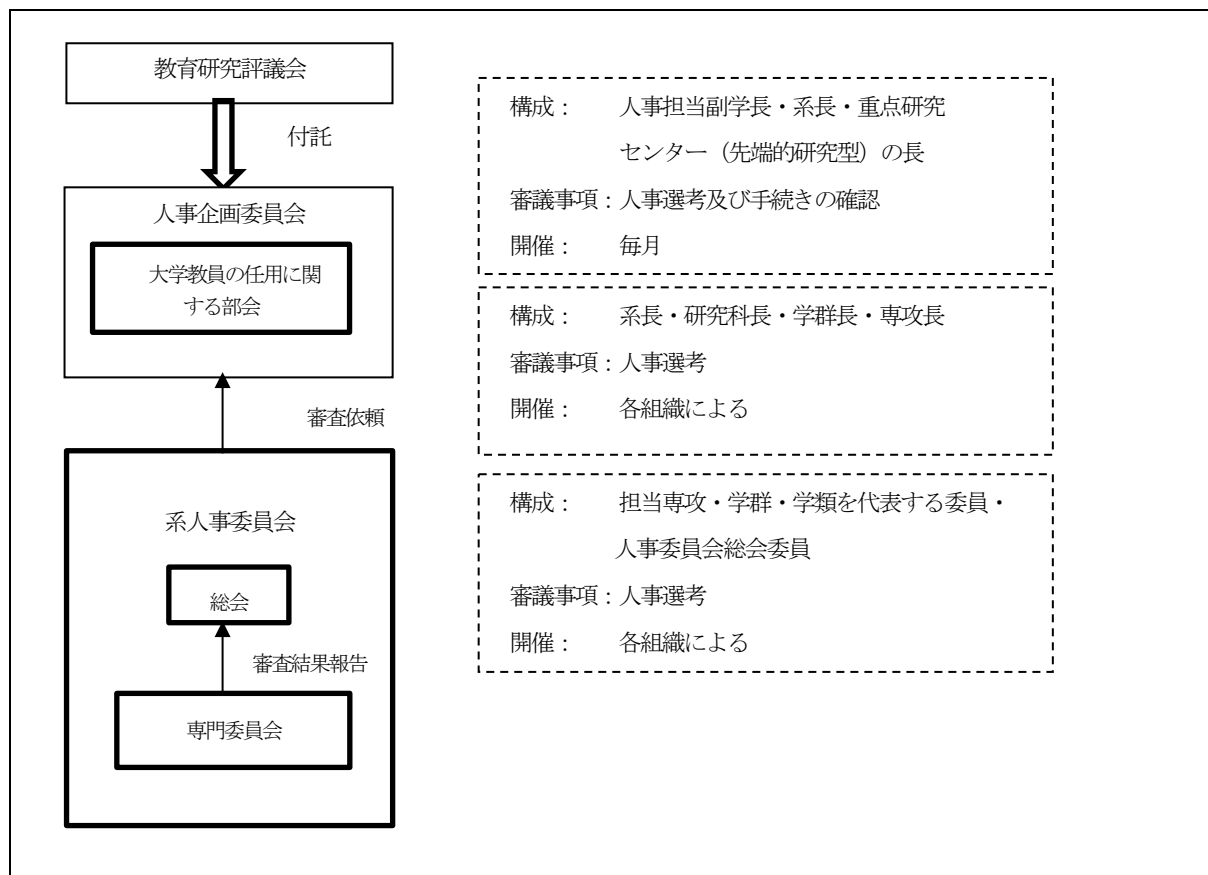 教育研究評議会
付託
人事企画委員会
大学教員の任用に関
する部会
審査依頼
系人事委員会
総会
審査結果報告
専門委員会
構成： 人事担当副学長・系長・重点研究
センター（先端的研究型）の長
審議事項：人事選考及び手続きの確認
開催： 毎月
構成： 系長・研究科長・学群長・専攻長
審議事項：人事選考
開催： 各組織による
構成： 担当専攻・学群・学類を代表する委員・
人事委員会総会委員
審議事項：人事選考
開催： 各組織による